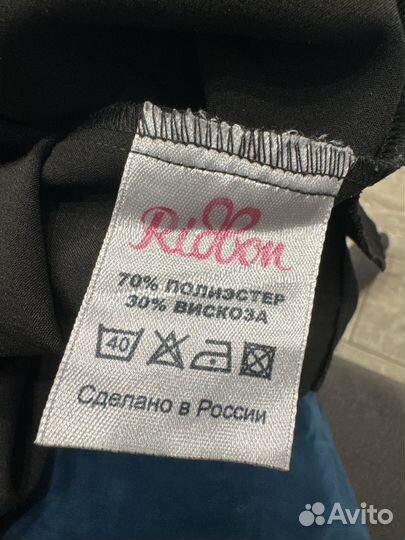 Ribbon
70% ПОЛИЭСТЕР
30% ВИСКОЗА
40
Сделано в России
Avito